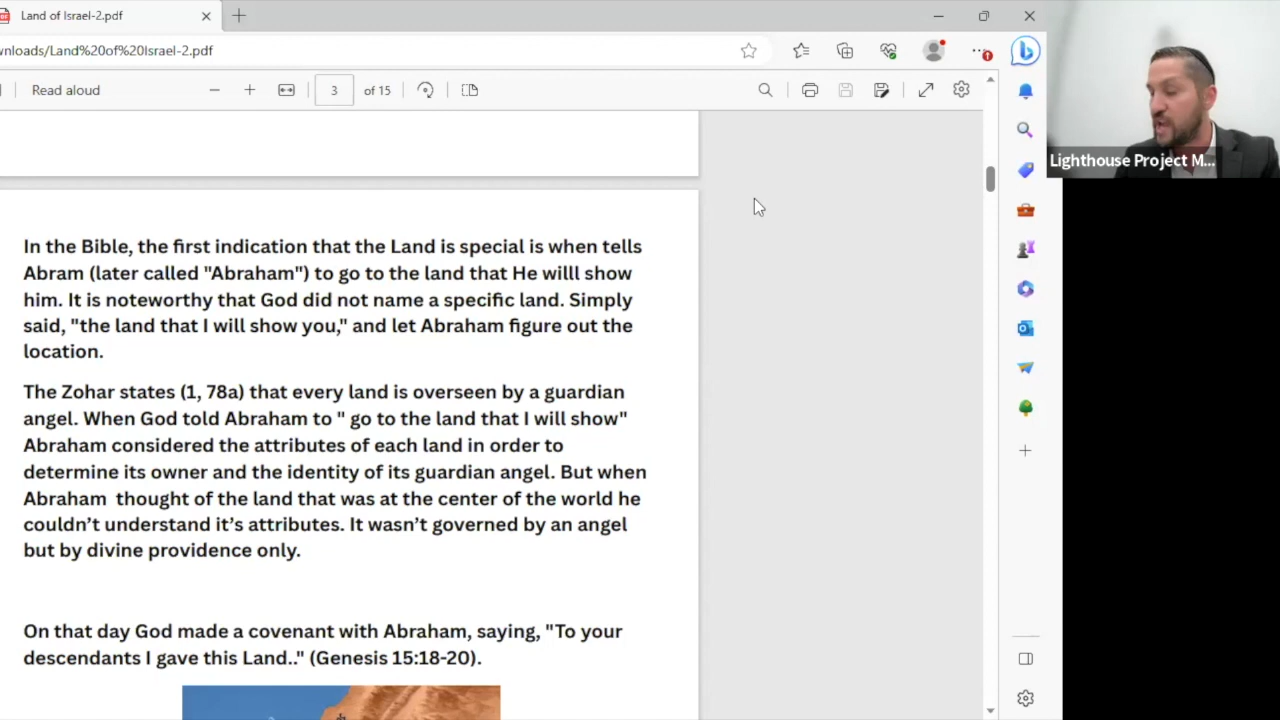 Land of Israel-2.pdf
wnloads/Land%20of%20Israel-2.pdf
Read aloud
3
of 15
Lighthouse Project M...
In the Bible, the first indication that the Land is special is when tells
Abram (later called "Abraham") to go to the land that He willl show
him. It is noteworthy that God did not name a specific land. Simply
said, "the land that I will show you," and let Abraham figure out the
location.
The Zohar states (1, 78a) that every land is overseen by a guardian
angel. When God told Abraham to " go to the land that I will show"
Abraham considered the attributes of each land in order to
determine its owner and the identity of its guardian angel. But when
Abraham  thought of the land that was at the center of the world he
couldn’t understand it’s attributes. It wasn’t governed by an angel
but by divine providence only.
On that day God made a covenant with Abraham, saying, "To your
descendants I gave this Land.." (Genesis 15:18-20).